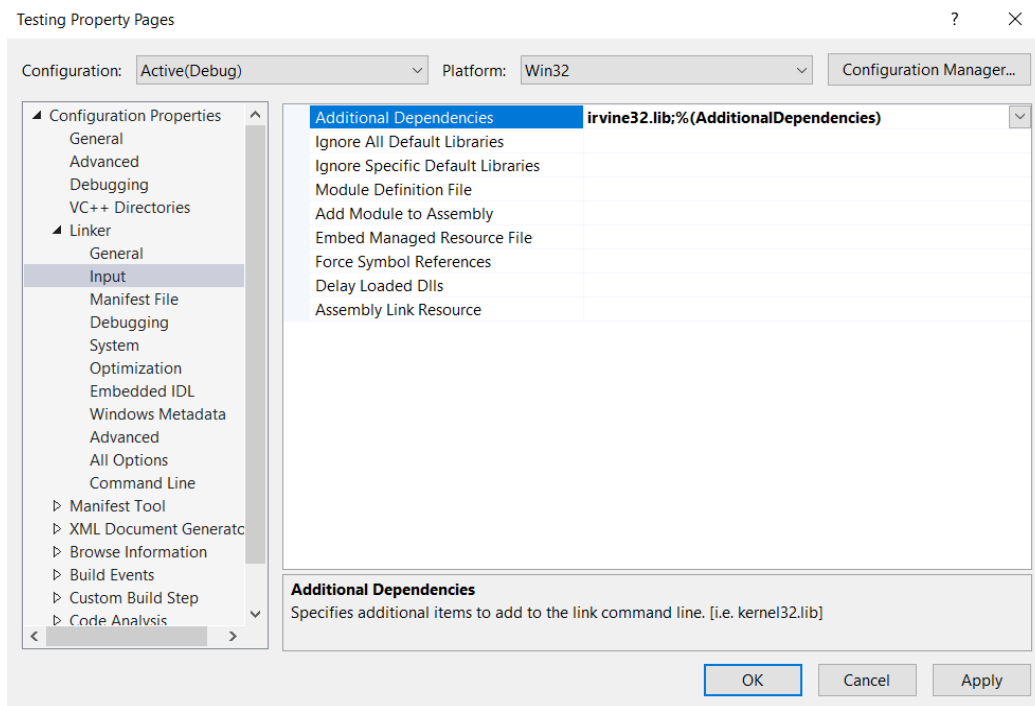 Testing Property Pages
?
Configuration: Active(Debug) Platform: Win32 Configuration Manager...
Configuration Properties
General
Advanced
Debugging
VC++ Directories
Linker
General
Input
Manifest File
Debugging
System
Optimization
Embedded IDL
Windows Metadata
Advanced
All Options
Command Line
Manifest Tool
XML Document Generato
Browse Information
Build Events
Custom Build Step
Code Analysis
Additional Dependencies irvine32.lib;%(AdditionalDependencies)
Ignore All Default Libraries
Ignore Specific Default Libraries
Module Definition File
Add Module to Assembly
Embed Managed Resource File
Force Symbol References
Delay Loaded Dlls
Assembly Link Resource
Additional Dependencies
Specifies additional items to add to the link command line. [i.e. kernel32.lib]
OK Cancel Apply